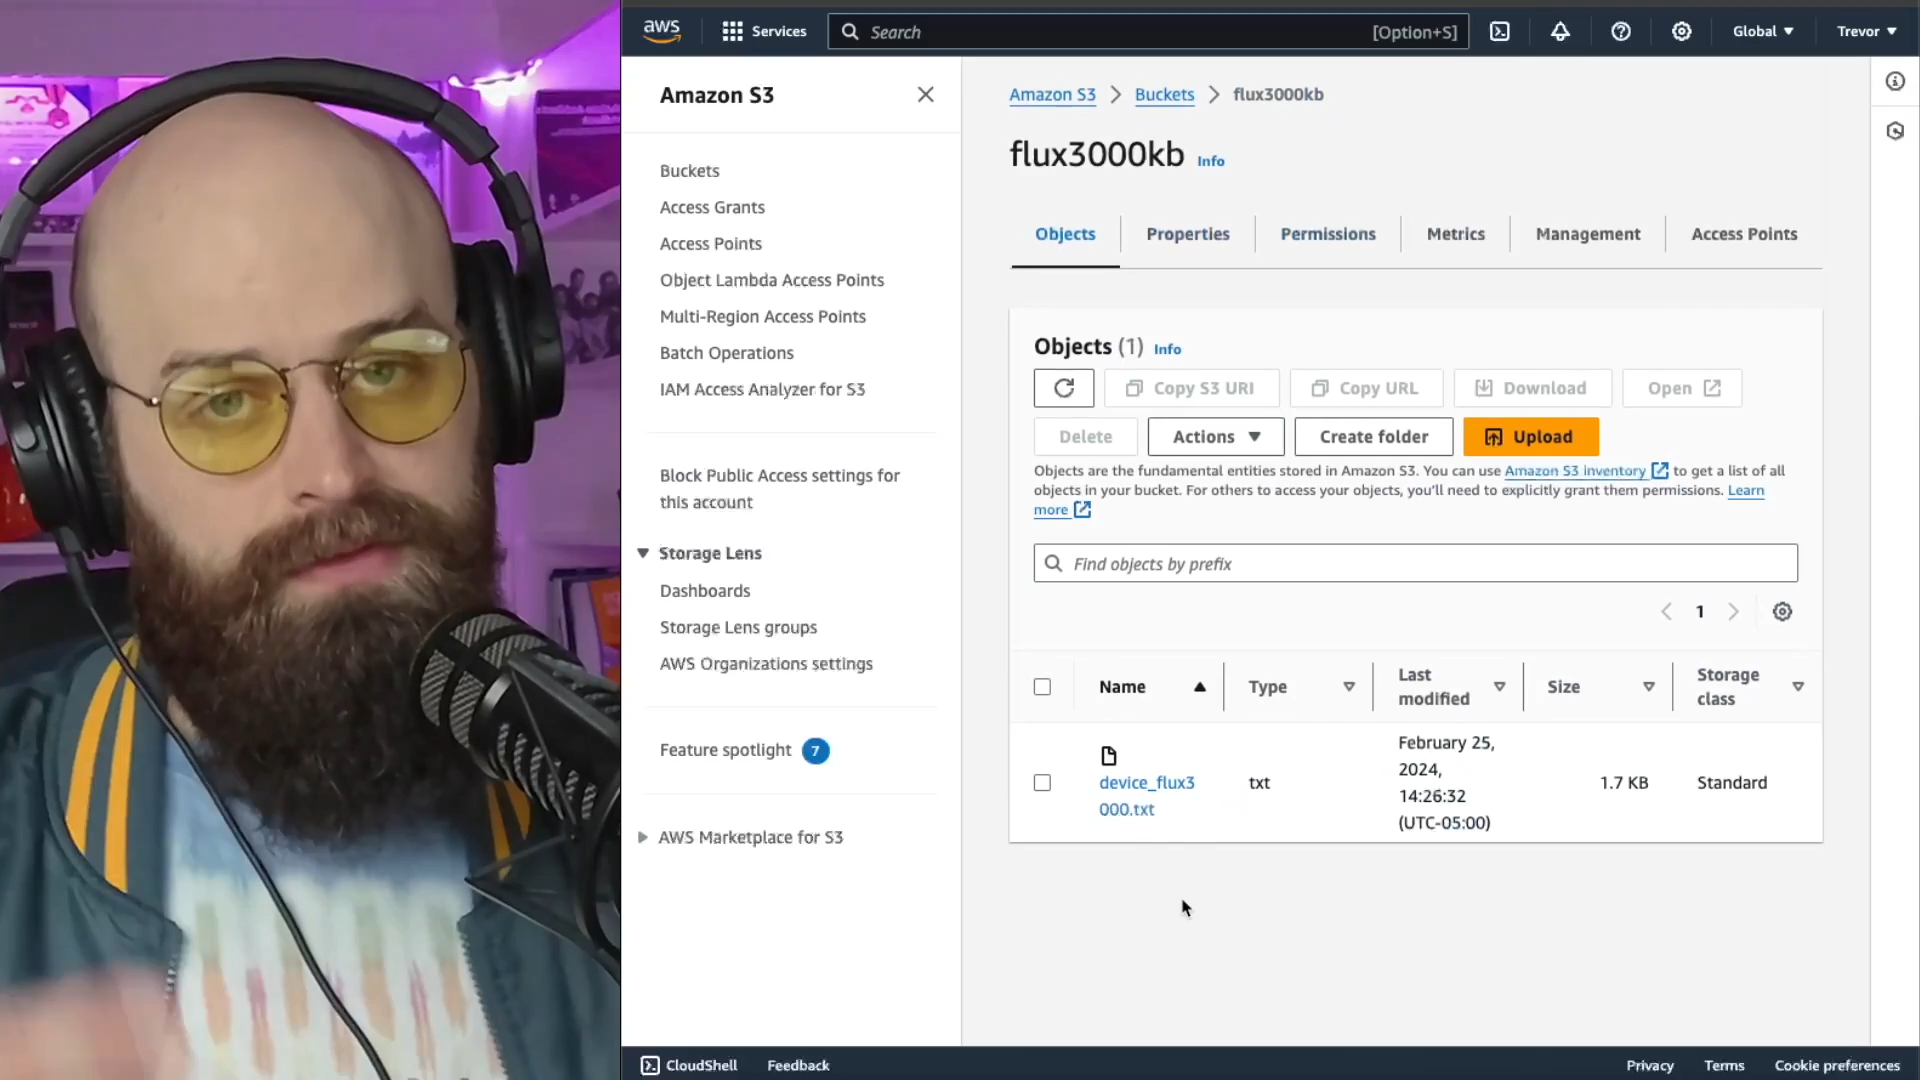 aws
Services
Search
[Option+S]
Global
Trevor
Amazon S3
Buckets
Access Grants
Access Points
Object Lambda Access Points
Multi-Region Access Points
Batch Operations
IAM Access Analyzer for S3
Block Public Access settings for
this account
Storage Lens
Dashboards
Storage Lens groups
AWS Organizations settings
Feature spotlight 7
AWS Marketplace for S3
Amazon S3 > Buckets > flux3000kb
flux3000kb Info
Objects
Properties
Permissions
Metrics
Management
Access Points
Objects (1) Info
Copy S3 URI
Copy URL
Download
Open
Delete
Actions
Create folder
Upload
Objects are the fundamental entities stored in Amazon S3. You can use Amazon S3 inventory to get a list of all
objects in your bucket. For others to access your objects, you'll need to explicitly grant them permissions. Learn
more
Find objects by prefix
1
Name
Type
Last
modified
Size
Storage
class
device_flux3
000.txt
txt
February 25,
2024,
14:26:32
(UTC-05:00)
1.7 KB
Standard
CloudShell
Feedback
Privacy
Terms
Cookie preferences